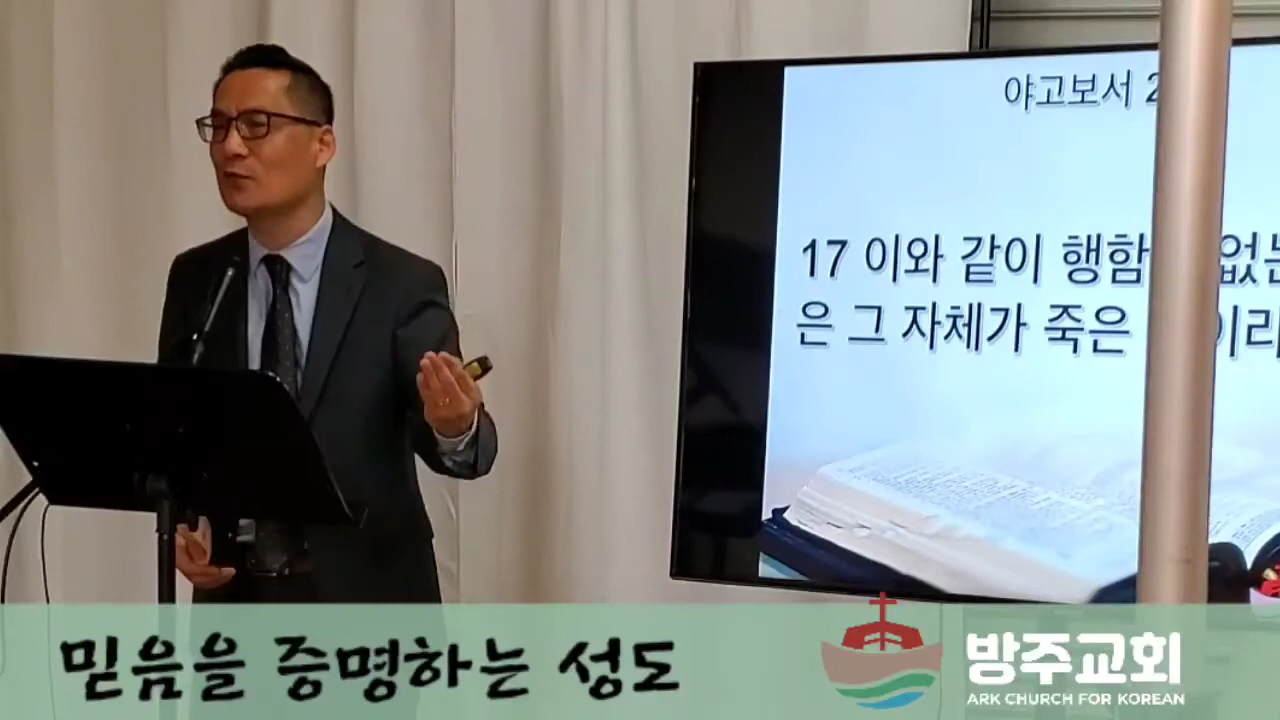 야고보서
17 이와 같이 행함
은 그 자체가 죽은
믿음을 증명하는 성도
방주교회
ARK CHURCH FOR KOREAN